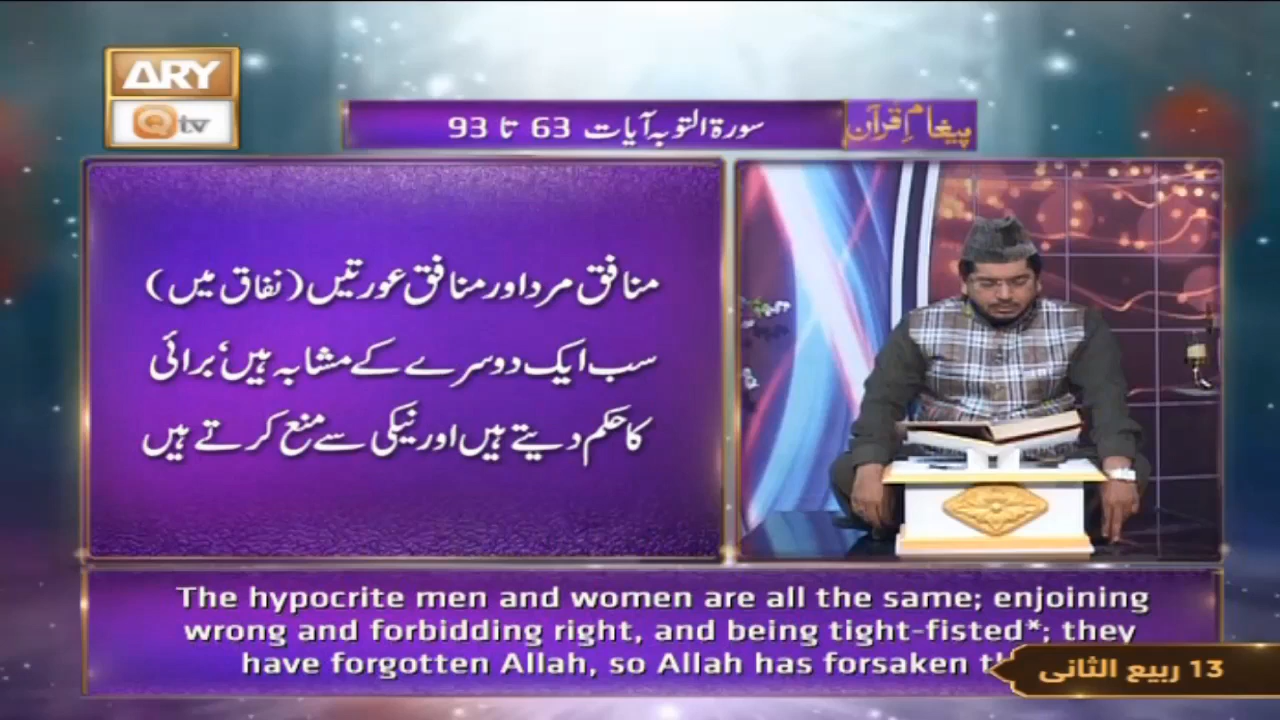 ARY
Qtv
پیغامِ قرآن
سورۃ التوبہ آیات 63 تا 93
منافق مرد اور منافق عورتیں (نفاق میں)
سب ایک دوسرے کے مشابہ ہیں٬ برائی
کا حکم دیتے ہیں اور نیکی سے منع کرتے ہیں
The hypocrite men and women are all the same; enjoining
wrong and forbidding right, and being tight-fisted*; they
have forgotten Allah, so Allah has forsaken
13 ربیع الثانی